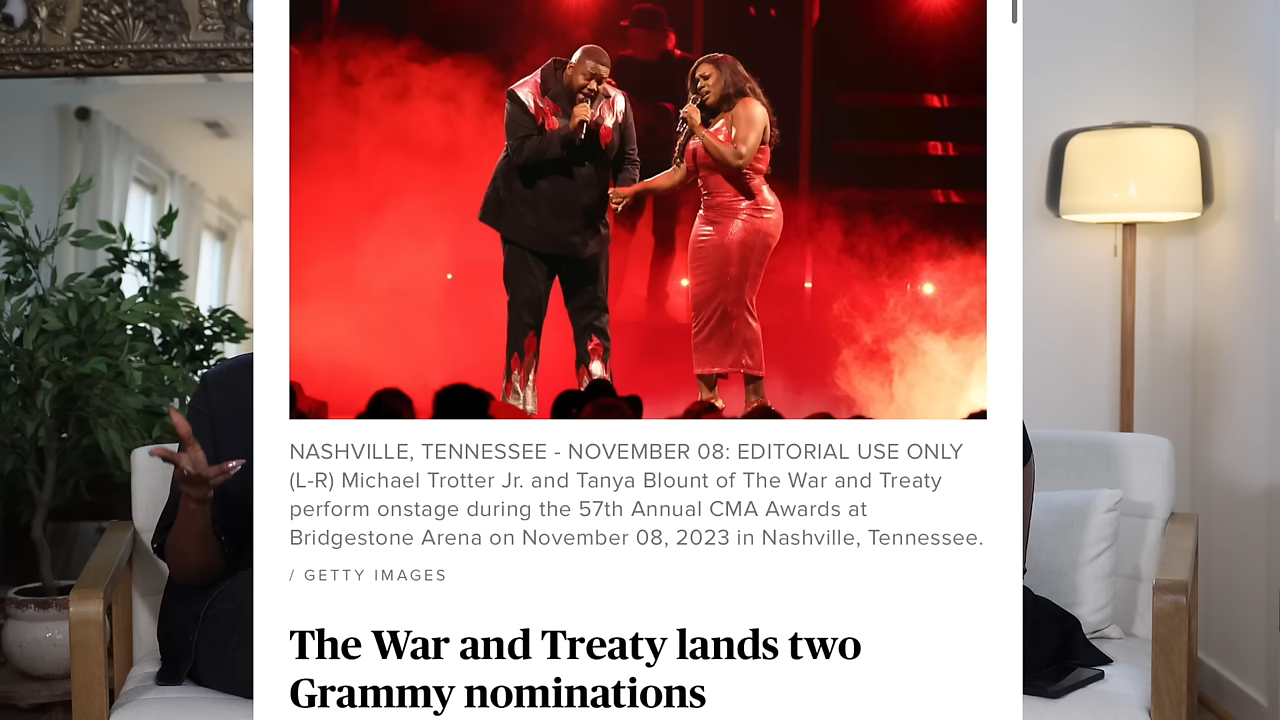 NASHVILLE, TENNESSEE - NOVEMBER 08: EDITORIAL USE ONLY
(L-R) Michael Trotter Jr. and Tanya Blount of The War and Treaty
perform onstage during the 57th Annual CMA Awards at
Bridgestone Arena on November 08, 2023 in Nashville, Tennessee.
/ GETTY IMAGES
The War and Treaty lands two
Grammy nominations